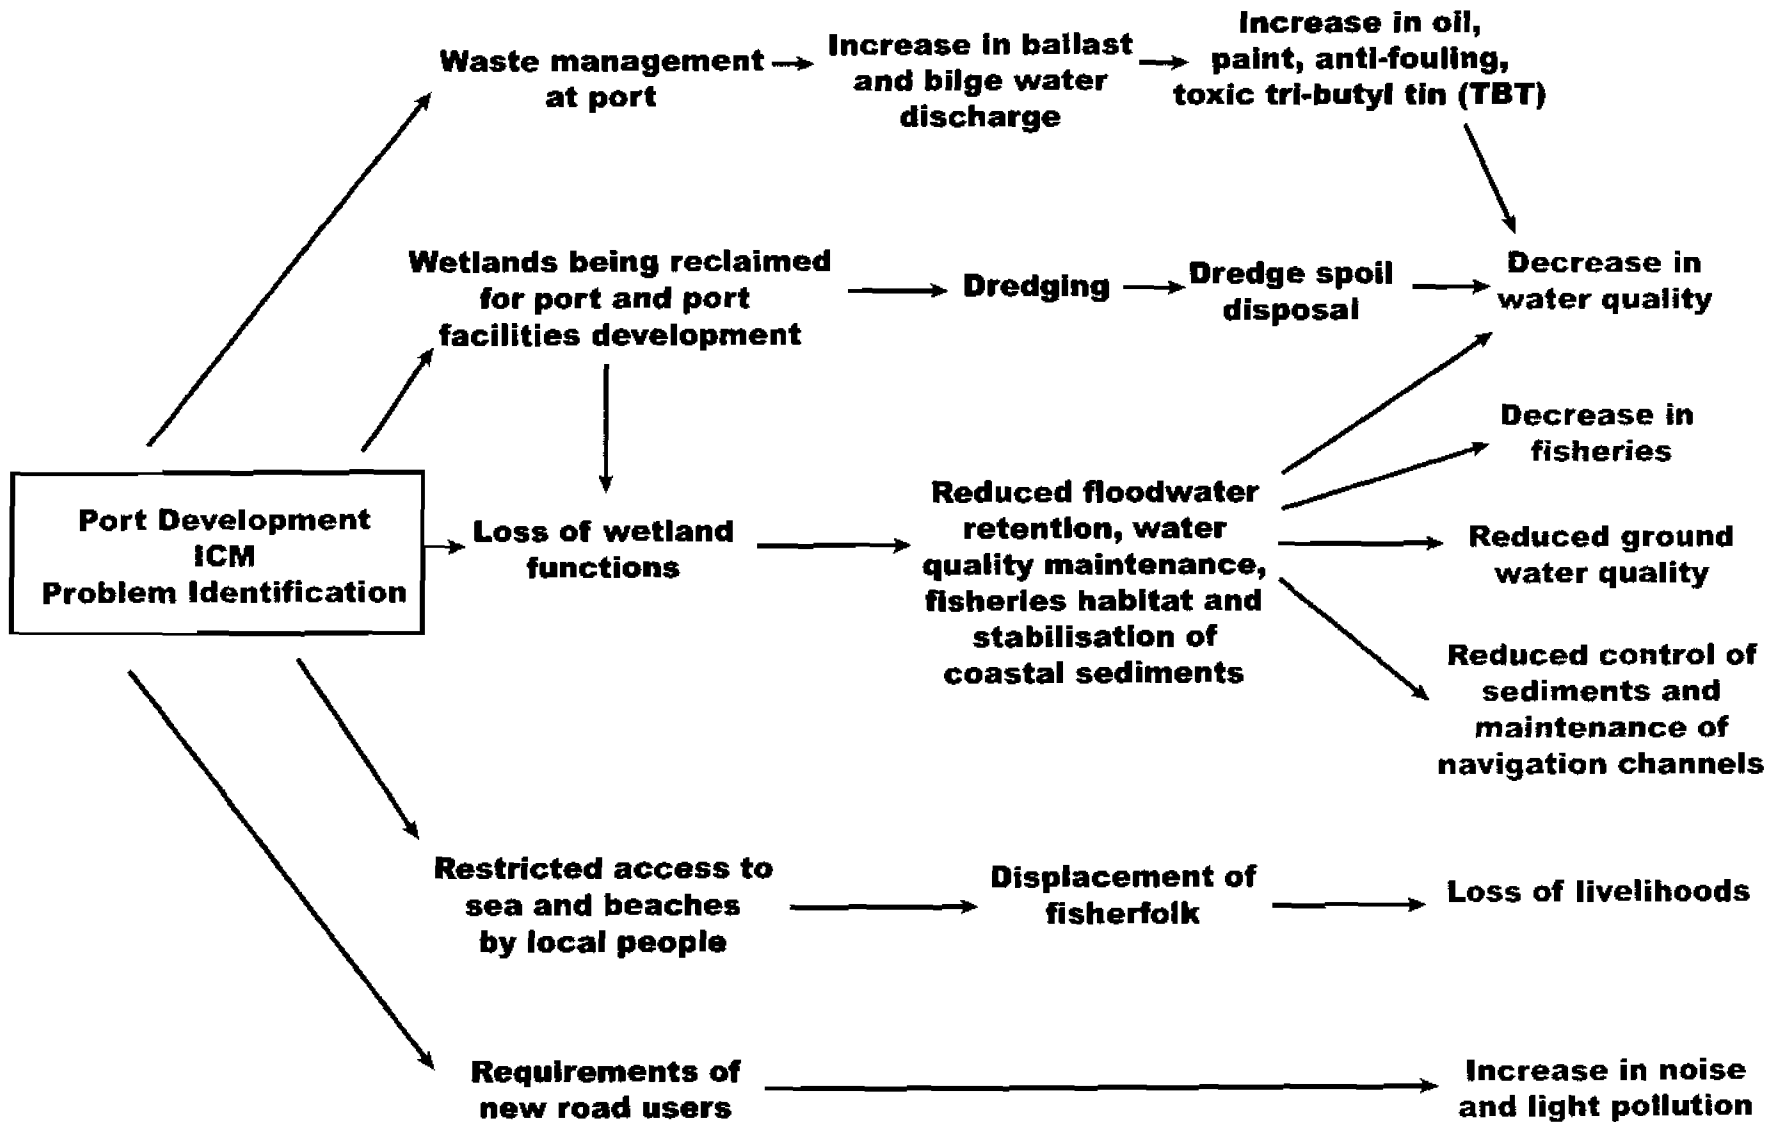 Waste management
at port
Increase in ballast
and bilge water
discharge
Increase in oil,
paint, anti-fouling,
toxic tri-butyl tin (TBT)
Wetlands being reclaimed
for port and port
facilities development
Dredging
Dredge spoil
disposal
Decrease in
water quality
Decrease in
fisheries
Port Development
ICM
Problem Identification
Loss of wetland
functions
Reduced floodwater
retention, water
quality maintenance,
fisheries habitat and
stabilisation of
coastal sediments
Reduced ground
water quality
Reduced control of
sediments and
maintenance of
navigation channels
Restricted access to
sea and beaches
by local people
Displacement of
fisherfolk
Loss of livelihoods
Requirements of
new road users
Increase in noise
and light pollution